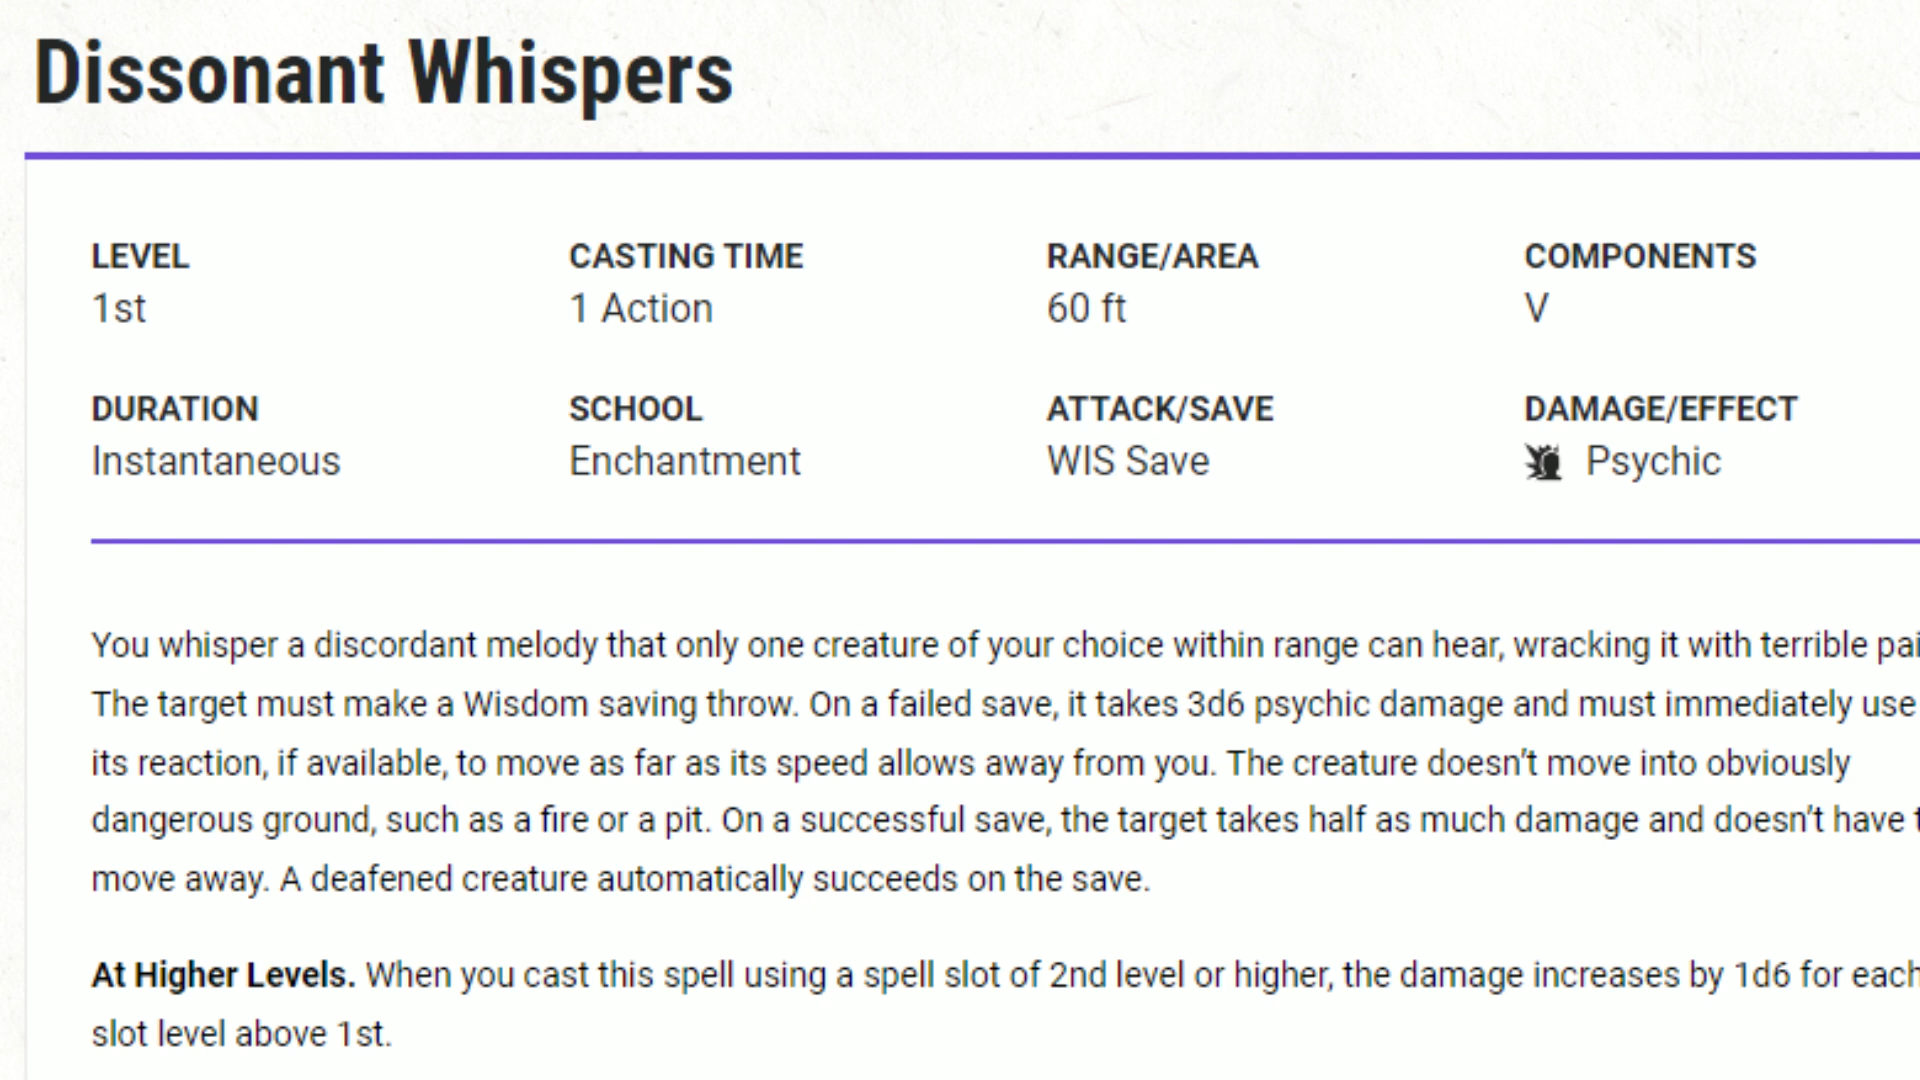 Dissonant Whispers
LEVEL CASTING TIME RANGE/AREA COMPONENTS
1st 1 Action 60 ft V
DURATION SCHOOL ATTACK/SAVE DAMAGE/EFFECT
Instantaneous Enchantment WIS Save Psychic
You whisper a discordant melody that only one creature of your choice within range can hear, wracking it with terrible pai
The target must make a Wisdom saving throw. On a failed save, it takes 3d6 psychic damage and must immediately use
its reaction, if available, to move as far as its speed allows away from you. The creature doesn’t move into obviously
dangerous ground, such as a fire or a pit. On a successful save, the target takes half as much damage and doesn’t have t
move away. A deafened creature automatically succeeds on the save.
At Higher Levels. When you cast this spell using a spell slot of 2nd level or higher, the damage increases by 1d6 for each
slot level above 1st.